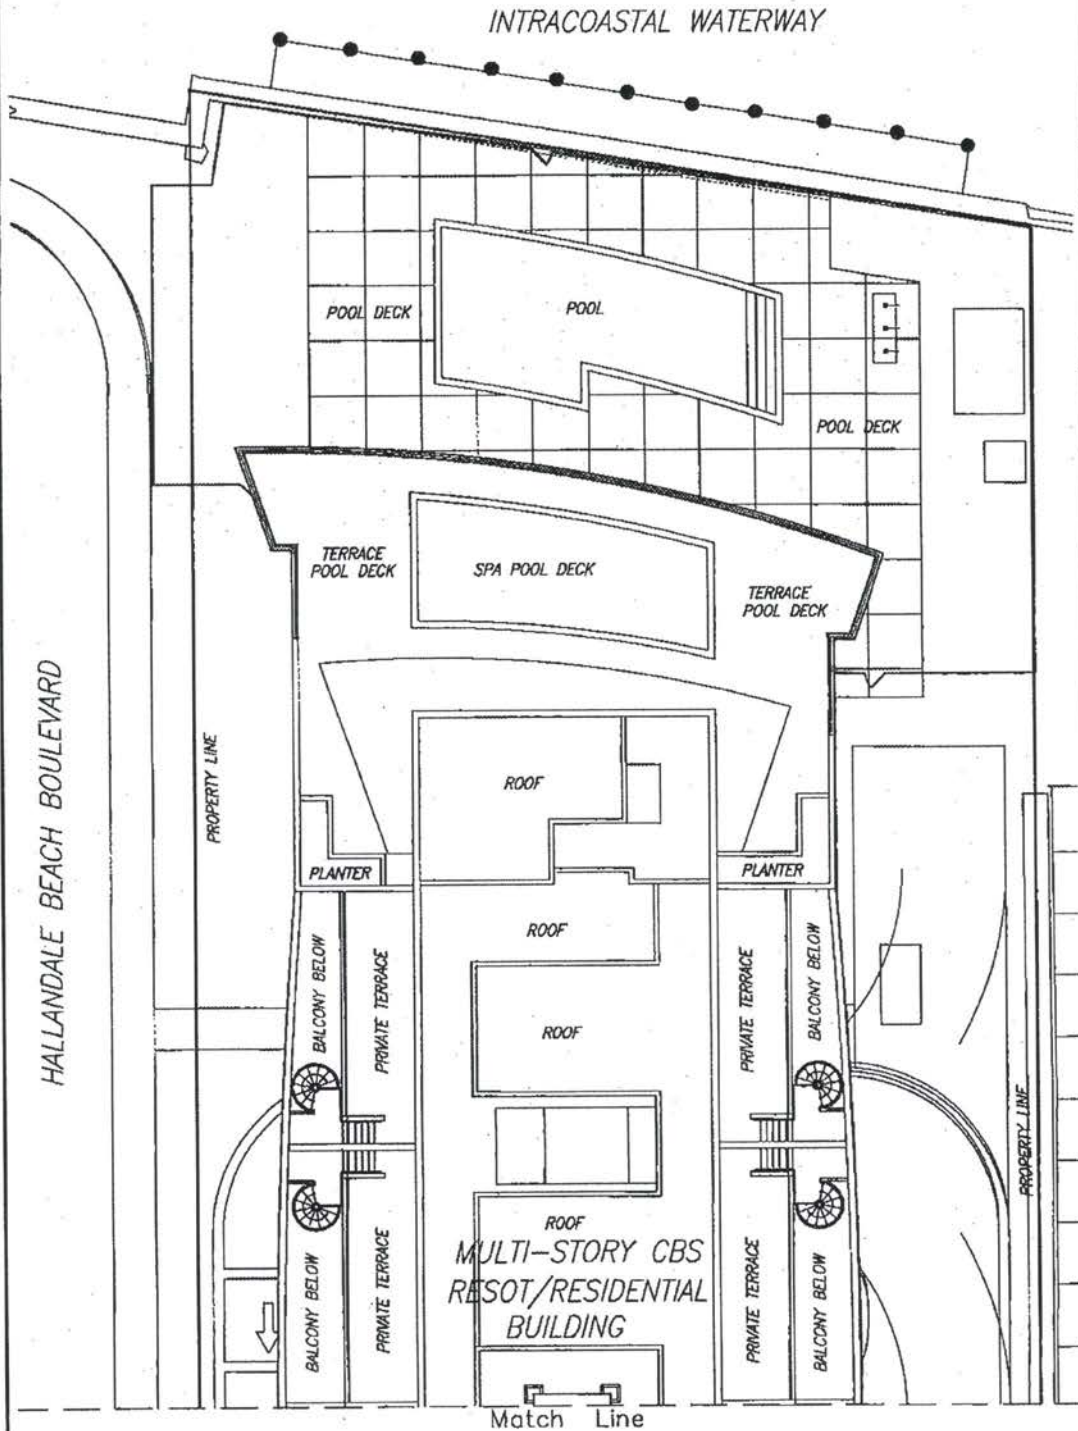 INTRACOASTAL WATERWAY
POOL DECK
POOL
POOL DECK
TERRACE
POOL DECK
SPA POOL DECK
TERRACE
POOL DECK
HALLANDALE BEACH BOULEVARD
PROPERTY LINE
ROOF
PLANTER
PLANTER
BALCONY BELOW
PRIVATE TERRACE
ROOF
ROOF
PRIVATE TERRACE
BALCONY BELOW
PROPERTY LINE
BALCONY BELOW
PRIVATE TERRACE
ROOF
MULTI-STORY CBS
RESOT/RESIDENTIAL
BUILDING
PRIVATE TERRACE
BALCONY BELOW
Match Line